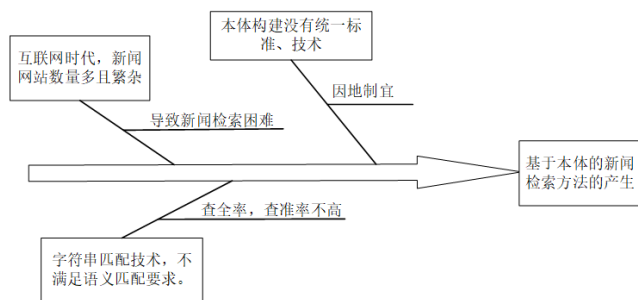 互联网时代，新闻
网站数量多且繁杂
导致新闻检索困难
本体构建没有统一标
准、技术
因地制宜
基于本体的新闻
检索方法的产生
查全率，查准率不高
字符串匹配技术，不
满足语义匹配要求。